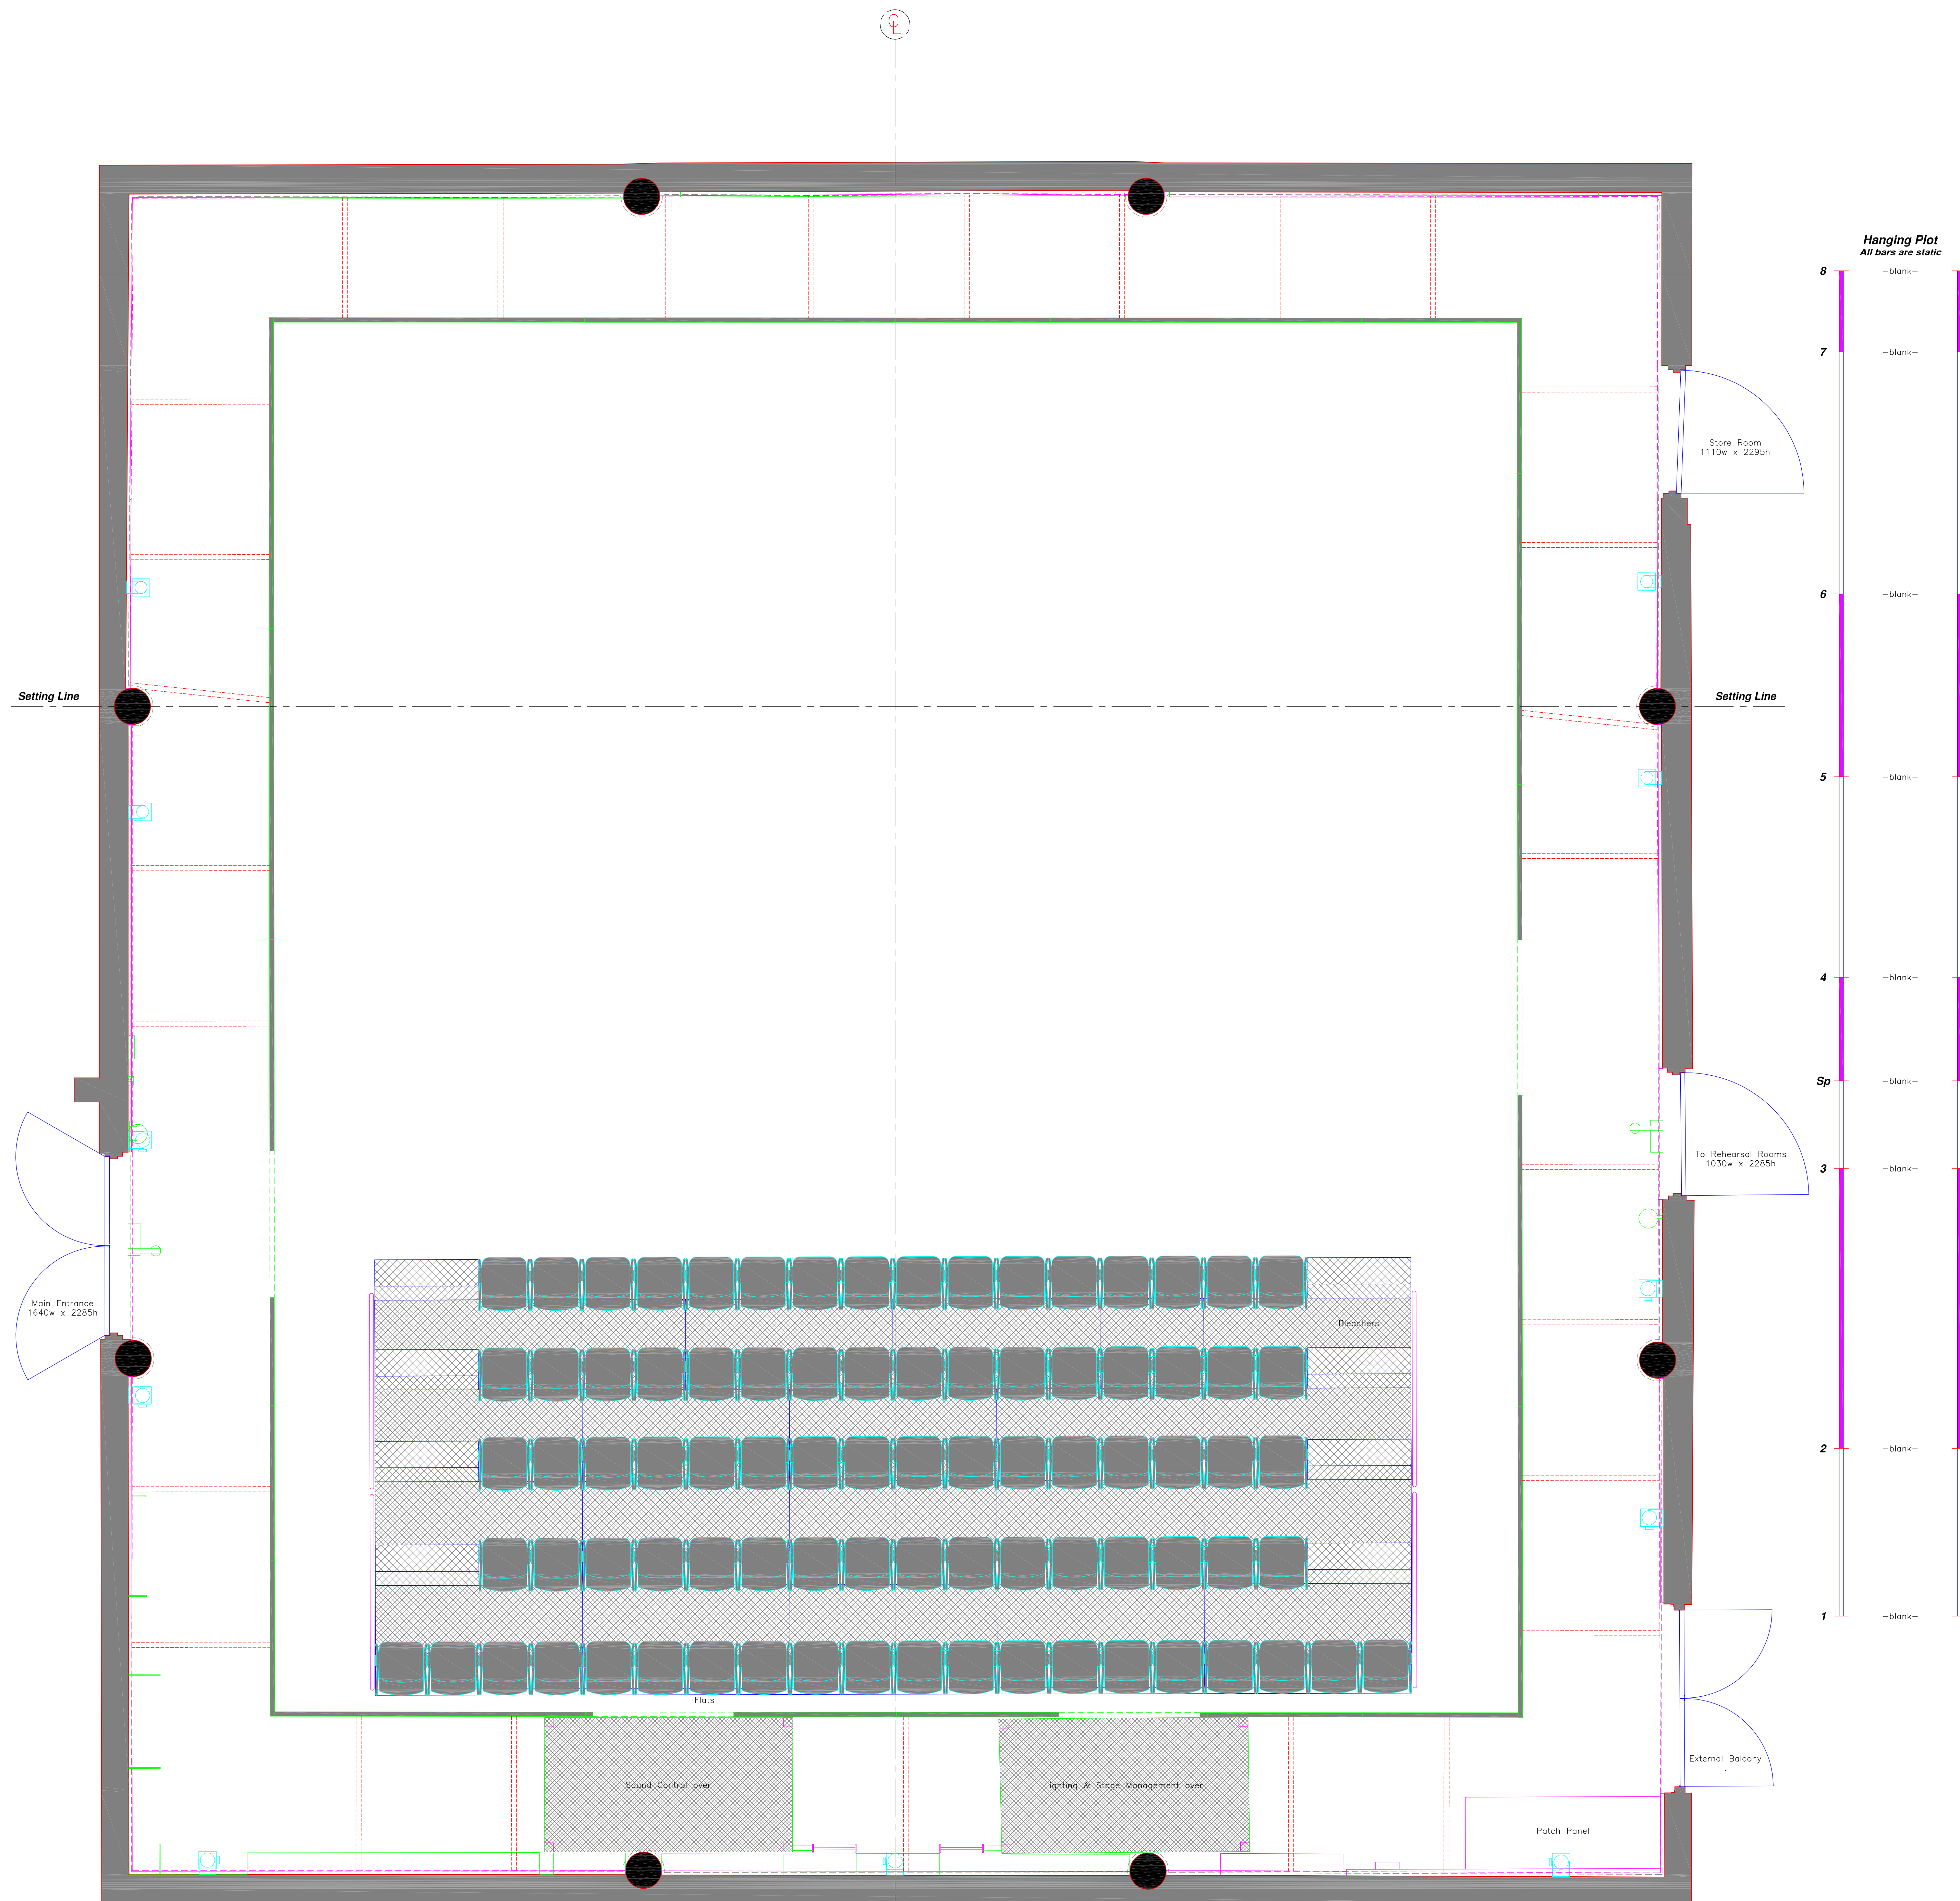 CL
Hanging Plot
All bars are static
8 -blank-
7 -blank-
Store Room
1110w x 2295h
6 -blank-
Setting Line
Setting Line
5 -blank-
4 -blank-
Sp -blank-
To Rehearsal Rooms
1030w x 2285h
3 -blank-
Main Entrance
1640w x 2285h
Bleachers
2 -blank-
1 -blank-
Flats
External Balcony
.
Sound Control over
Lighting & Stage Management over
Patch Panel